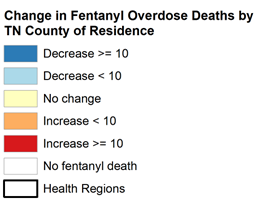 Change in Fentanyl Overdose Deaths by
TN County of Residence
Decrease >= 10
Decrease < 10
No change
Increase < 10
Increase >= 10
No fentanyl death
Health Regions